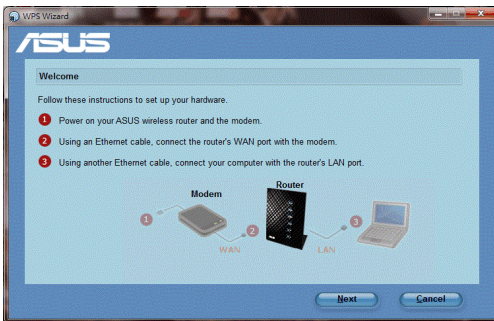 WPS Wizard
ASUS
Welcome
Follow these instructions to set up your hardware.
1 Power on your ASUS wireless router and the modem.
2 Using an Ethernet cable, connect the router's WAN port with the modem.
3 Using another Ethernet cable, connect your computer with the router's LAN port.
Modem
Router
1
2
3
WAN
LAN
Next
Cancel